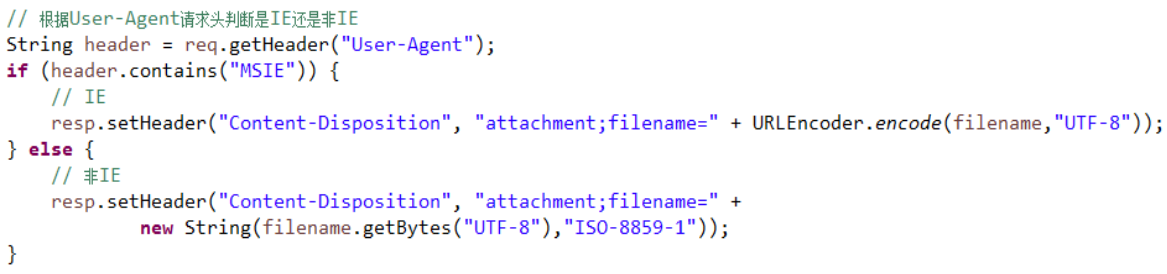 // 根据User-Agent请求头判断是IE还是非IE
String header = req.getHeader("User-Agent");
if (header.contains("MSIE")) {
    // IE
    resp.setHeader("Content-Disposition", "attachment;filename=" + URLEncoder.encode(filename,"UTF-8"));
} else {
    // 非IE
    resp.setHeader("Content-Disposition", "attachment;filename=" +
            new String(filename.getBytes("UTF-8"),"ISO-8859-1"));
}